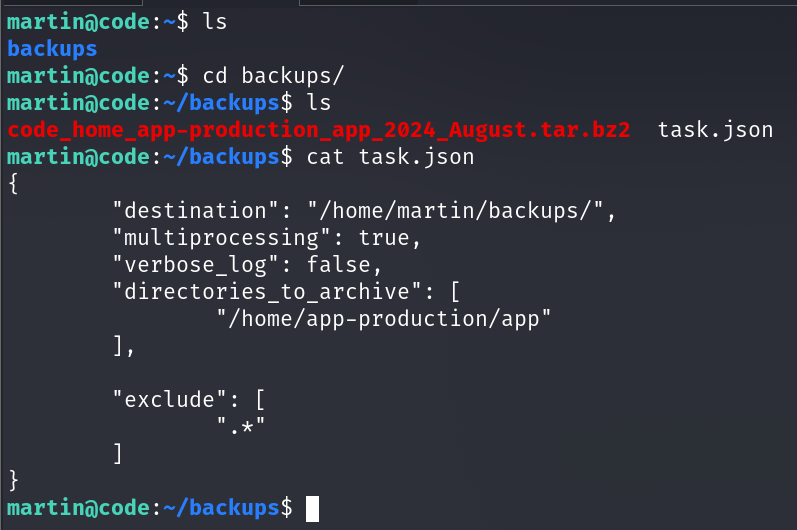 martin@code:~$ ls
backups
martin@code:~$ cd backups/
martin@code:~/backups$ ls
code_home_app-production_app_2024_August.tar.bz2  task.json
martin@code:~/backups$ cat task.json
{
        "destination": "/home/martin/backups/",
        "multiprocessing": true,
        "verbose_log": false,
        "directories_to_archive": [
                "/home/app-production/app"
        ],

        "exclude": [
                ".*"
        ]
}
martin@code:~/backups$